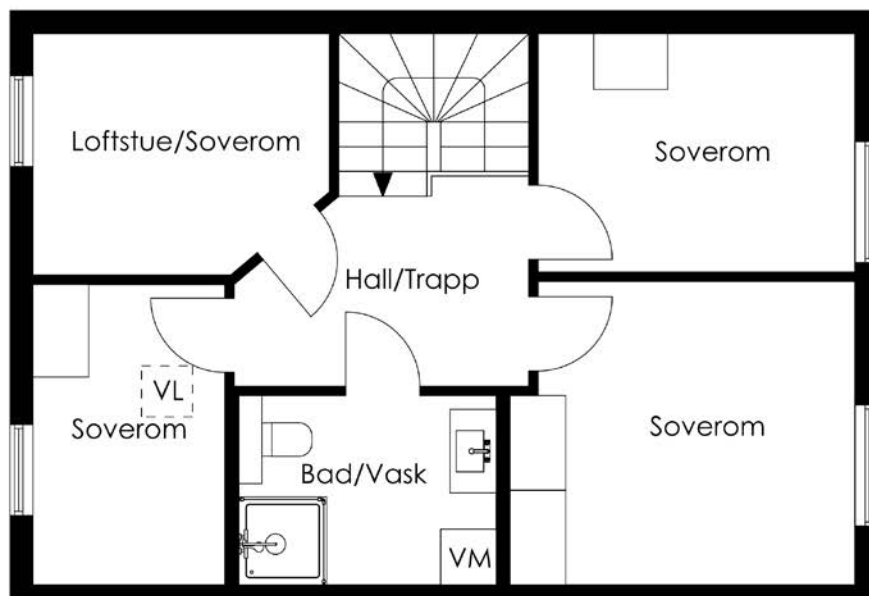 Loftstue/Soverom
Soverom
Hall/Trapp
VL
Soverom
Soverom
Bad/Vask
VM